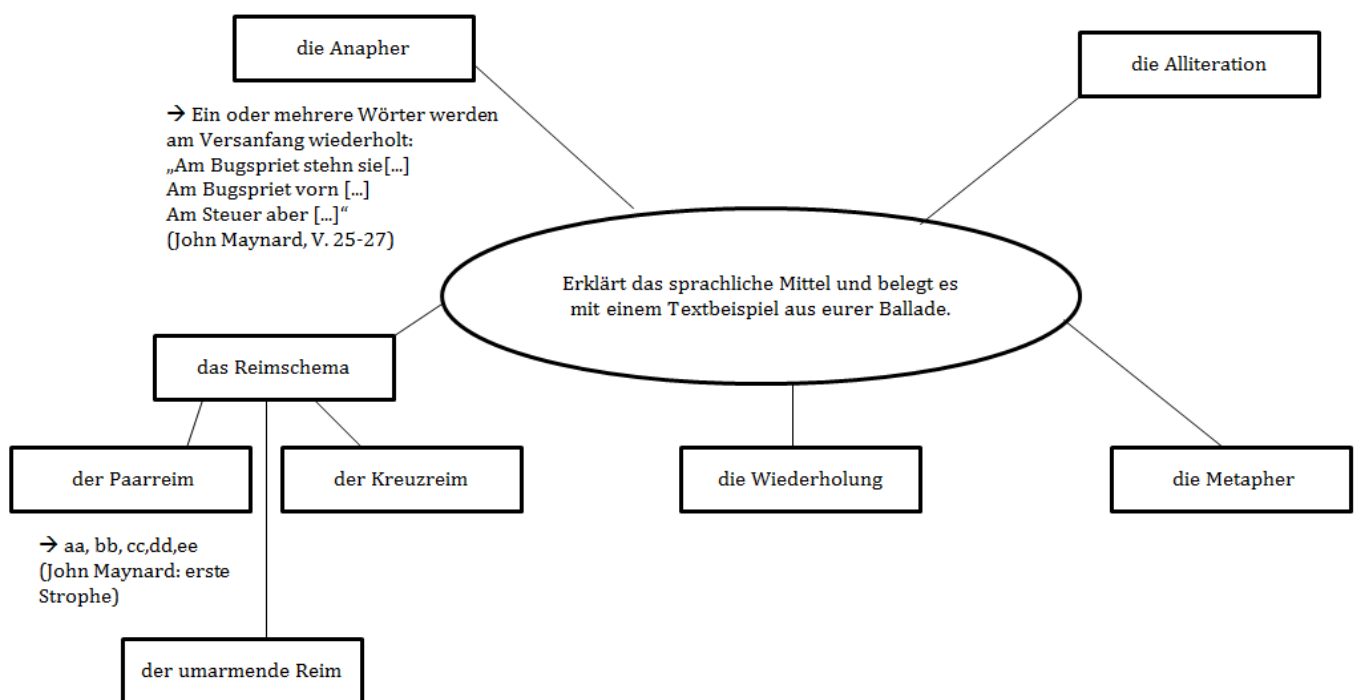 die Anapher
die Alliteration
→ Ein oder mehrere Wörter werden
am Versanfang wiederholt:
„Am Bugspriet stehn sie[...]
Am Bugspriet vorn [...]
Am Steuer aber [...]“
(John Maynard, V. 25-27)
Erklärt das sprachliche Mittel und belegt es
mit einem Textbeispiel aus eurer Ballade.
das Reimschema
der Paarreim
der Kreuzreim
die Wiederholung
die Metapher
→ aa, bb, cc,dd,ee
(John Maynard: erste
Strophe)
der umarmende Reim